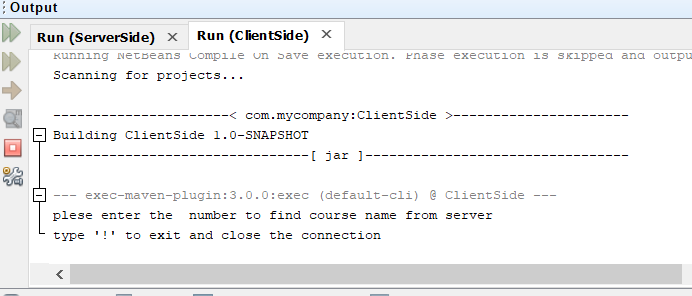 Output
Run (ServerSide) Run (ClientSide)
Running NetBeans Compile On Save execution. Phase execution is skipped and outpu
Scanning for projects...
-----------------------< com.mycompany:ClientSide >-----------------------
Building ClientSide 1.0-SNAPSHOT
--------------------------------[ jar ]---------------------------------
--- exec-maven-plugin:3.0.0:exec (default-cli) @ ClientSide ---
plese enter the  number to find course name from server
type '!' to exit and close the connection